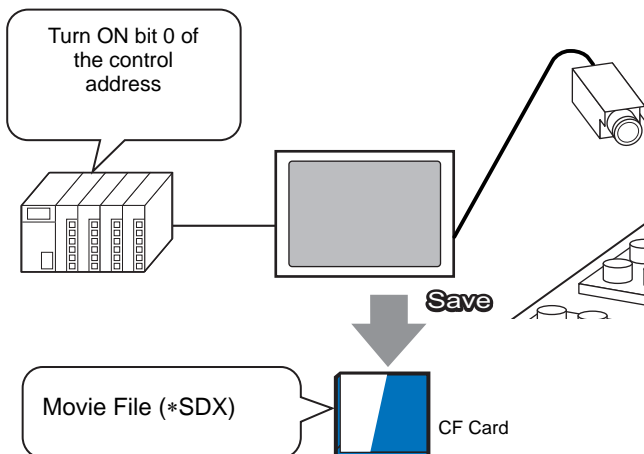 Turn ON bit 0 of
the control
address
Save
Movie File (*SDX)
CF Card